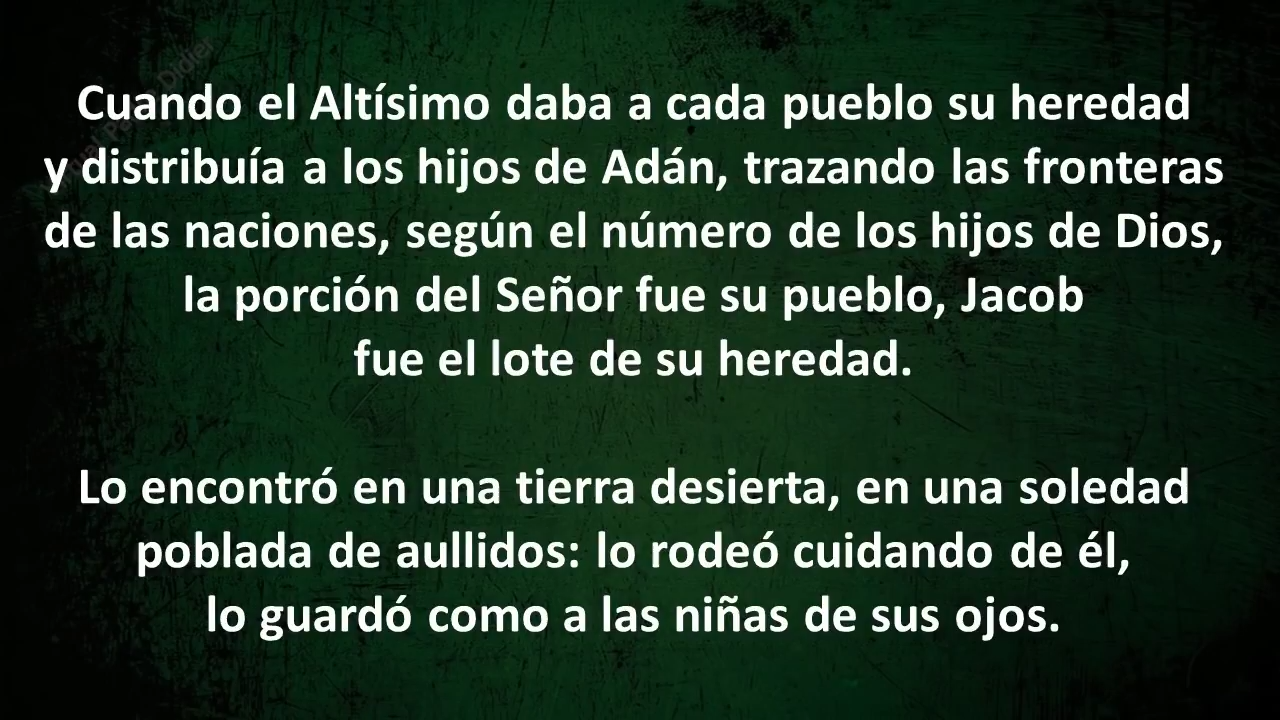 Cuando el Altísimo daba a cada pueblo su heredad
y distribuía a los hijos de Adán, trazando las fronteras
de las naciones, según el número de los hijos de Dios,
la porción del Señor fue su pueblo, Jacob
fue el lote de su heredad.
Lo encontró en una tierra desierta, en una soledad
poblada de aullidos: lo rodeó cuidando de él,
lo guardó como a las niñas de sus ojos.